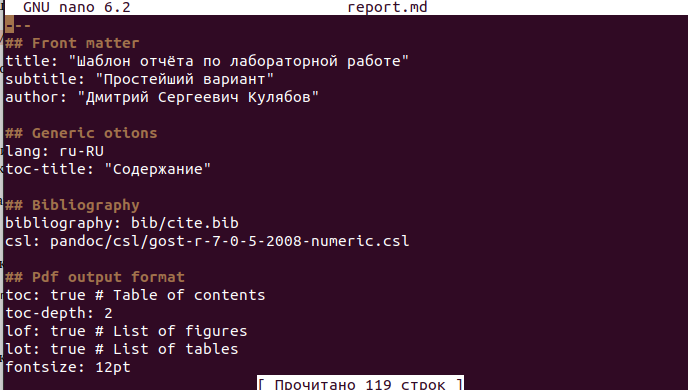 GNU nano 6.2 report.md
---
## Front matter
title: "Шаблон отчёта по лабораторной работе"
subtitle: "Простейший вариант"
author: "Дмитрий Сергеевич Кулябов"
## Generic otions
lang: ru-RU
toc-title: "Содержание"
## Bibliography
bibliography: bib/cite.bib
csl: pandoc/csl/gost-r-7-0-5-2008-numeric.csl
## Pdf output format
toc: true # Table of contents
toc-depth: 2
lof: true # List of figures
lot: true # List of tables
fontsize: 12pt
[ Прочитано 119 строк ]